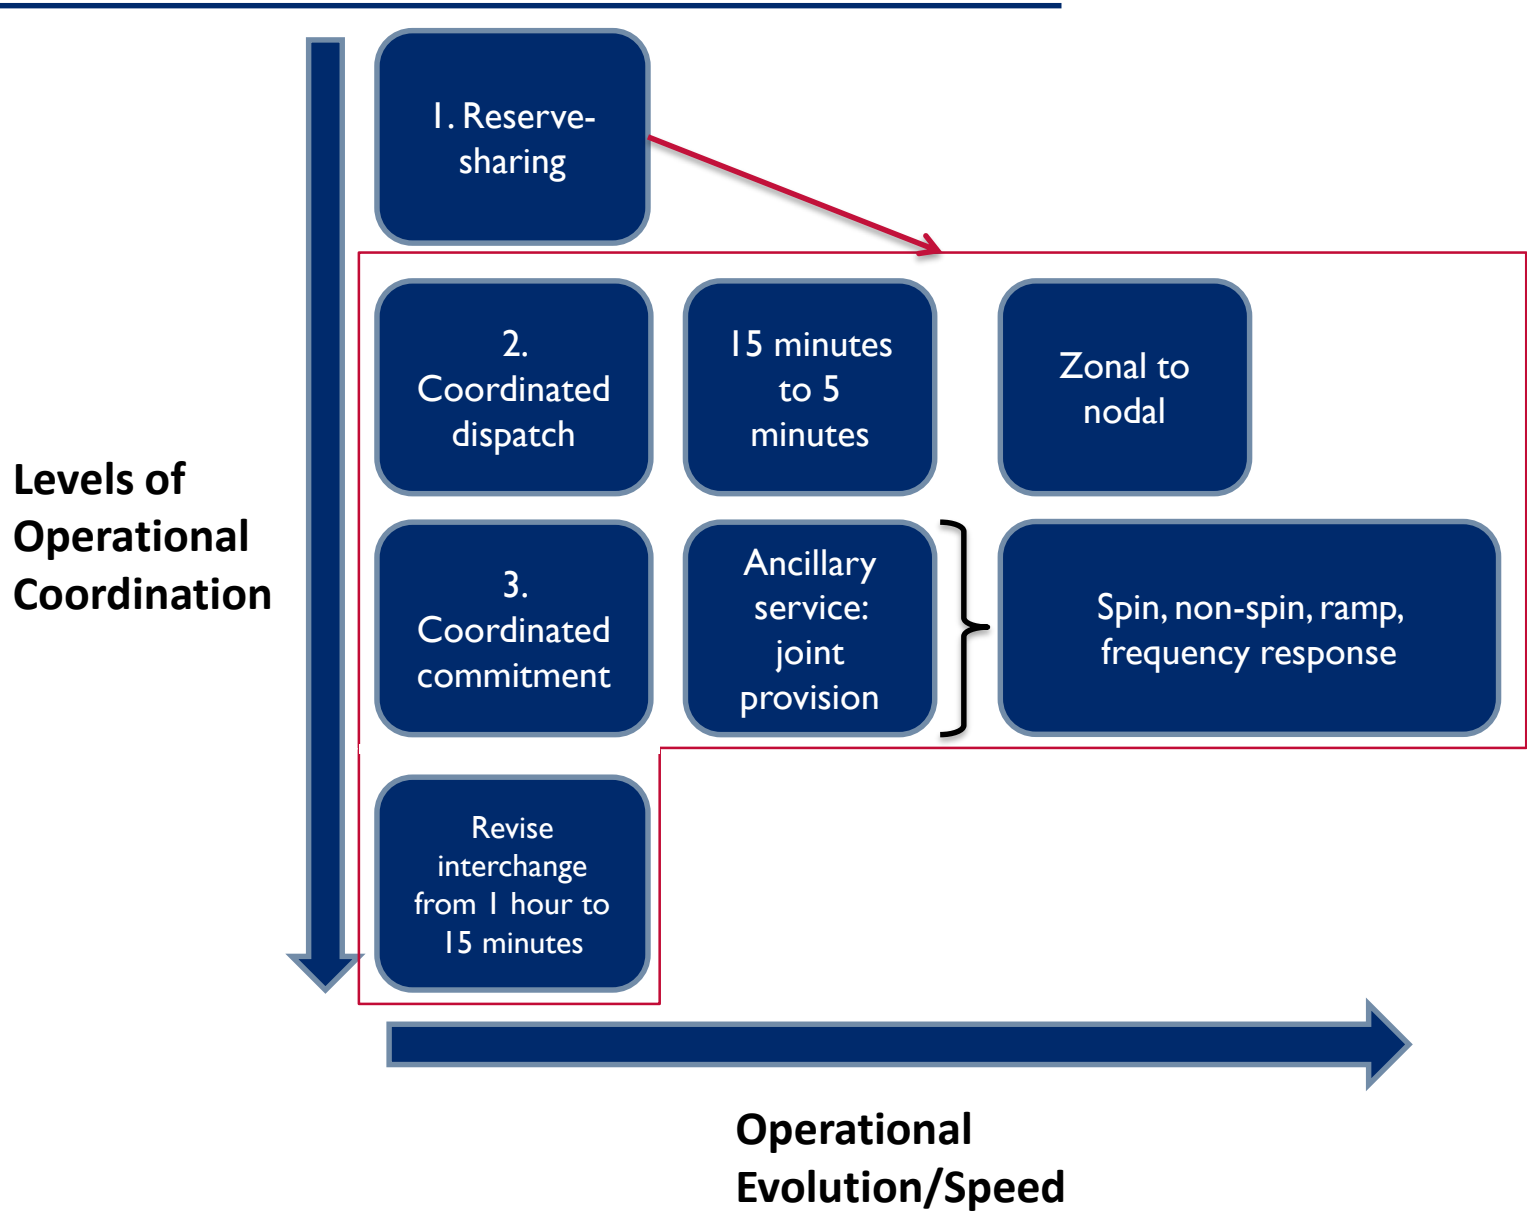 1. Reserve-
sharing
2.
Coordinated
dispatch
15 minutes
to 5
minutes
Zonal to
nodal
Levels of
Operational
Coordination
3.
Coordinated
commitment
Ancillary
service:
joint
provision
Spin, non-spin, ramp,
frequency response
Revise
interchange
from 1 hour to
15 minutes
Operational
Evolution/Speed